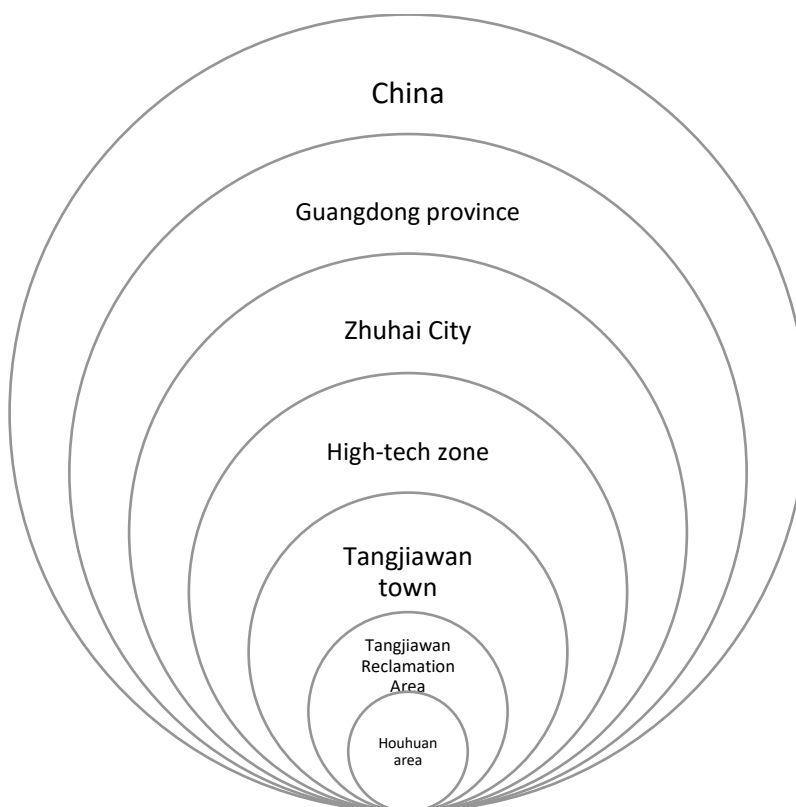 China
Guangdong province
Zhuhai City
High-tech zone
Tangjiawan
town
Tangjiawan
Reclamation
Area
Houhuan
area